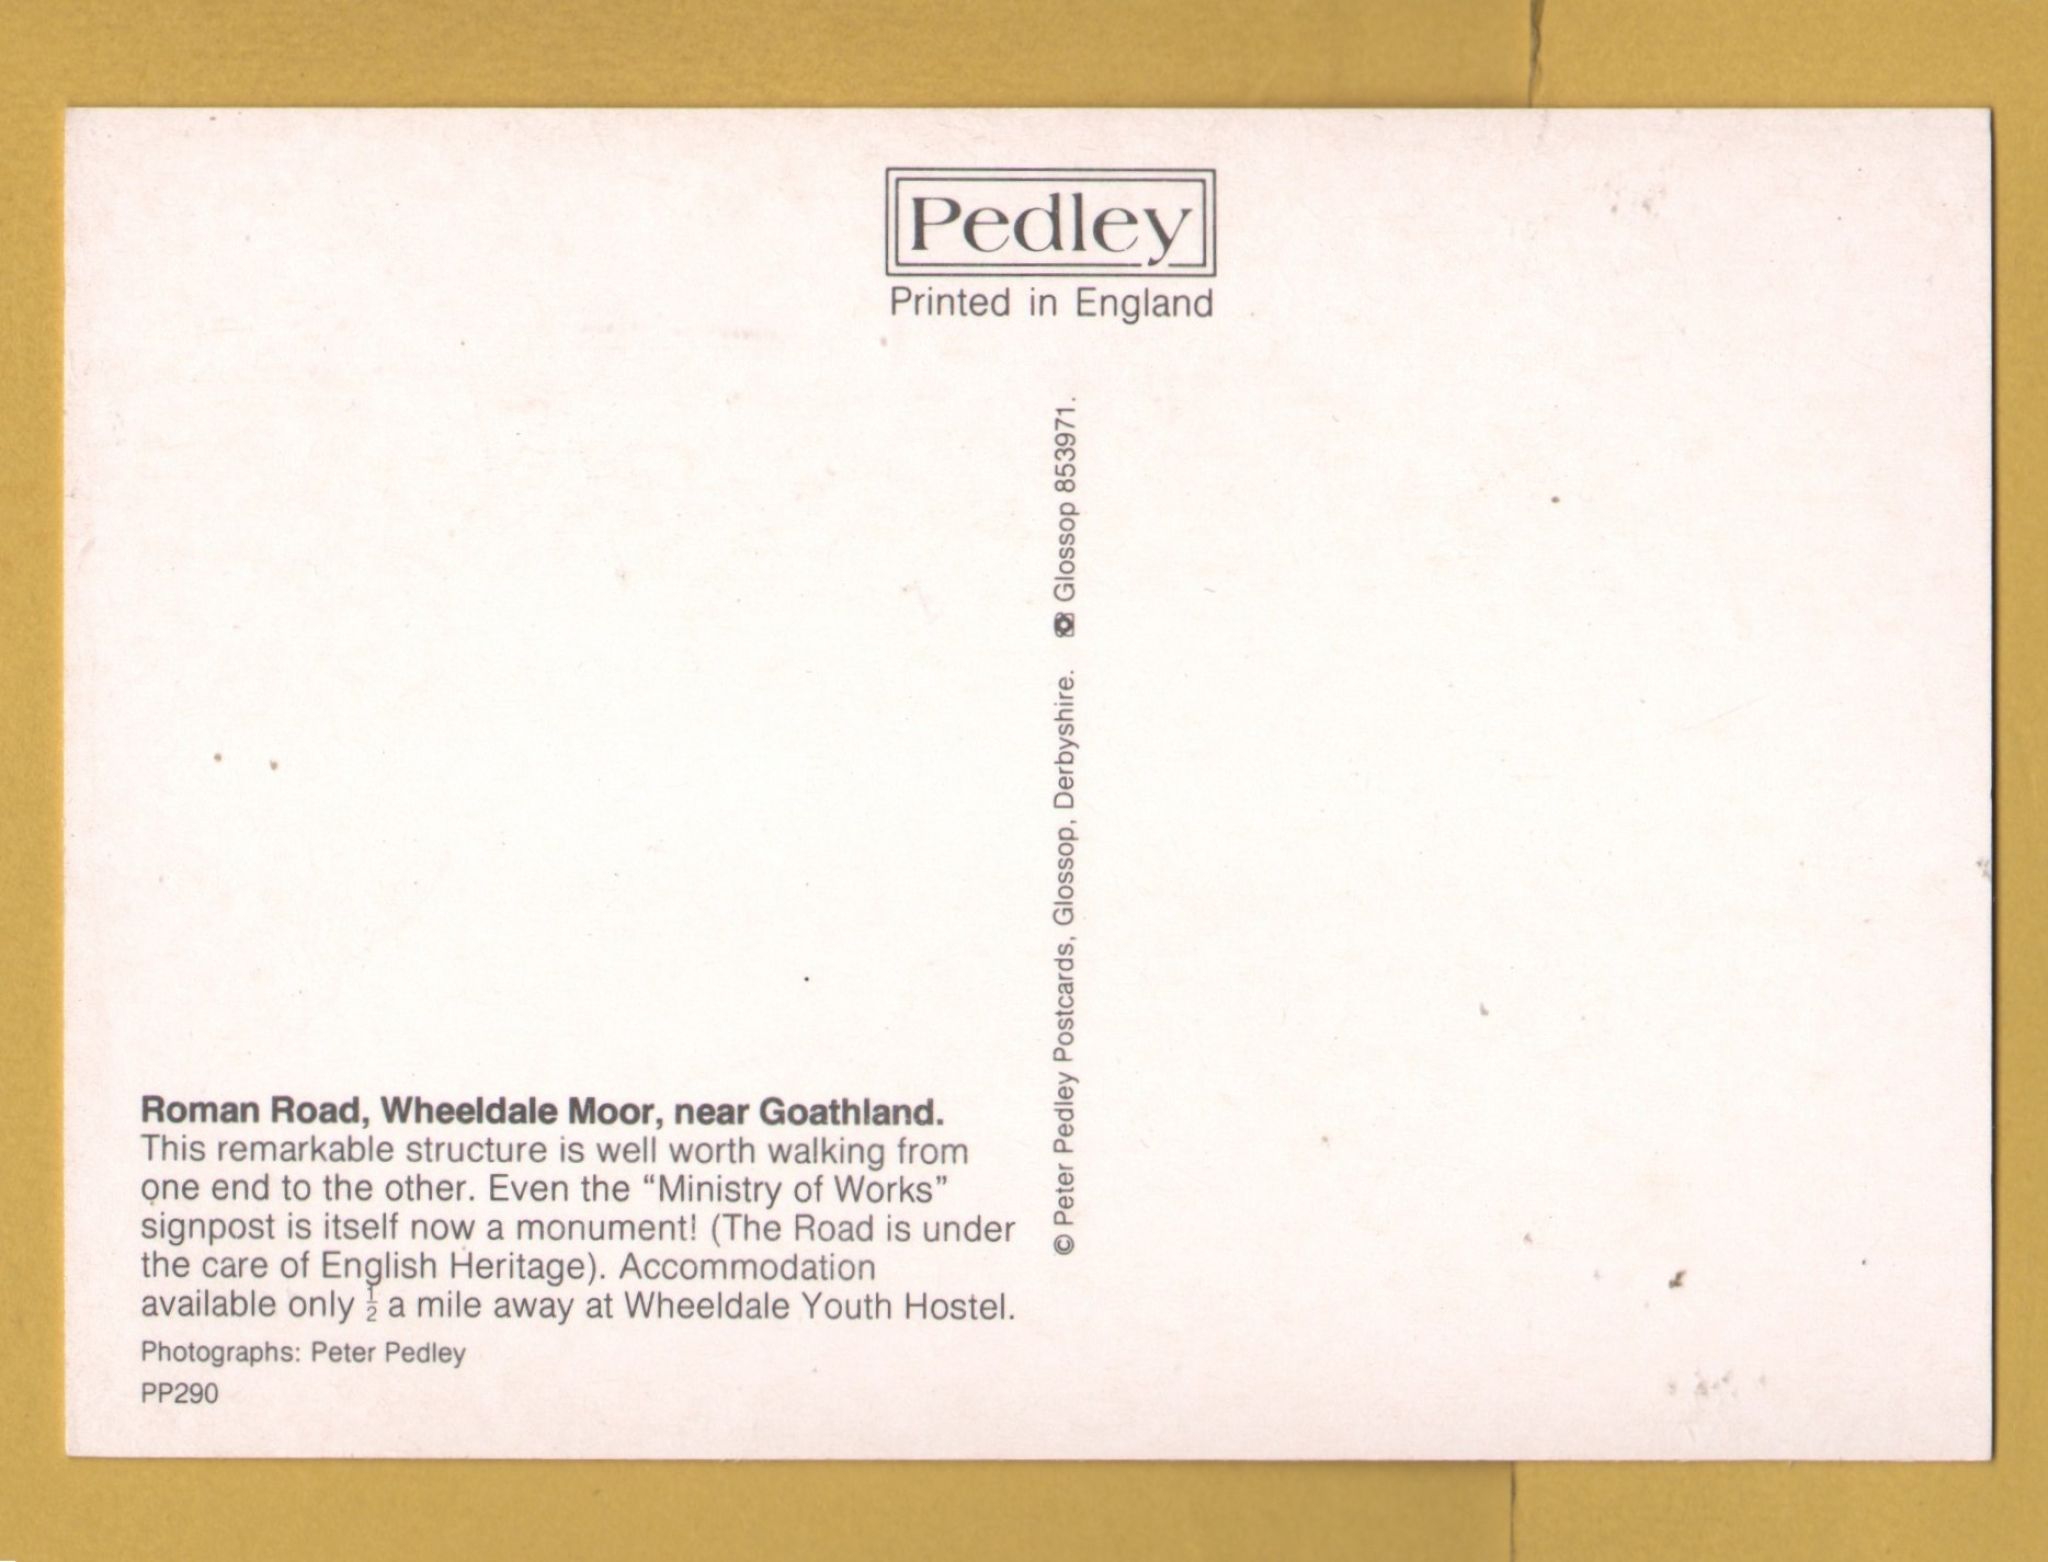 Pedley
Printed in England
© Peter Pedley Postcards, Glossop, Derbyshire. Glossop 853971.
Roman Road, Wheeldale Moor, near Goathland.
This remarkable structure is well worth walking from
one end to the other. Even the “Ministry of Works”
signpost is itself now a monument! (The Road is under
the care of English Heritage). Accommodation
available only ½ a mile away at Wheeldale Youth Hostel.
Photographs: Peter Pedley
PP290